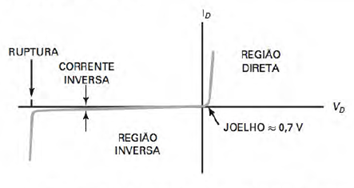 I_D
RUPTURA
CORRENTE
INVERSA
REGIÃO
DIRETA
V_D
JOELHO ≈ 0,7 V
REGIÃO
INVERSA